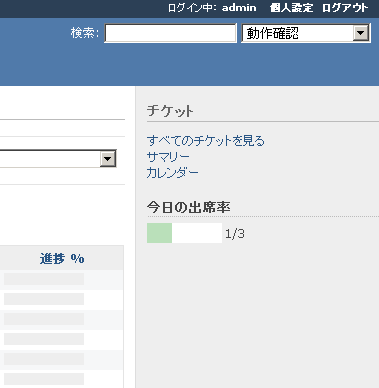 ログイン中: admin 個人設定 ログアウト
検索: 動作確認
チケット
すべてのチケットを見る
サマリー
カレンダー
今日の出席率
1/3
進捗 %